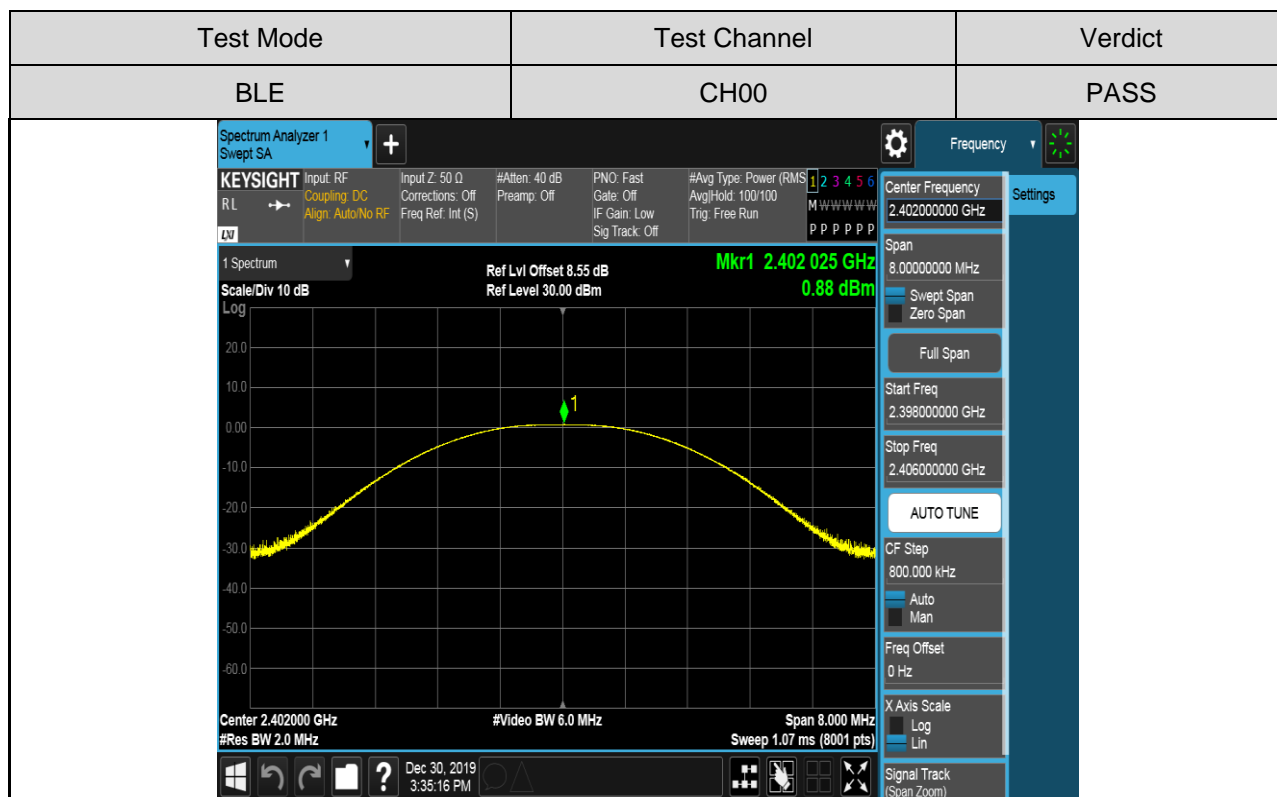 Test Mode Test Channel Verdict
BLE CH00 PASS
Spectrum Analyzer 1
Swept SA
+
Frequency
KEYSIGHT
RL
LXI
Input: RF
Coupling: DC
Align: Auto/No RF
Input Z: 50 Ω
Corrections: Off
Freq Ref: Int (S)
#Atten: 40 dB
Preamp: Off
PNO: Fast
Gate: Off
IF Gain: Low
Sig Track: Off
#Avg Type: Power (RMS
Avg|Hold: 100/100
Trig: Free Run
1 2 3 4 5 6
M W W W W W
P P P P P P
1 Spectrum
Scale/Div 10 dB
Log
Ref Lvl Offset 8.55 dB
Ref Level 30.00 dBm
Mkr1 2.402 025 GHz
0.88 dBm
20.0
10.0
0.00
-10.0
-20.0
-30.0
-40.0
-50.0
-60.0
1
Center 2.402000 GHz
#Res BW 2.0 MHz
#Video BW 6.0 MHz
Span 8.000 MHz
Sweep 1.07 ms (8001 pts)
Center Frequency
2.402000000 GHz
Settings
Span
8.00000000 MHz
Swept Span
Zero Span
Full Span
Start Freq
2.398000000 GHz
Stop Freq
2.406000000 GHz
AUTO TUNE
CF Step
800.000 kHz
Auto
Man
Freq Offset
0 Hz
X Axis Scale
Log
Lin
Signal Track
(Span Zoom)
?
Dec 30, 2019
3:35:16 PM